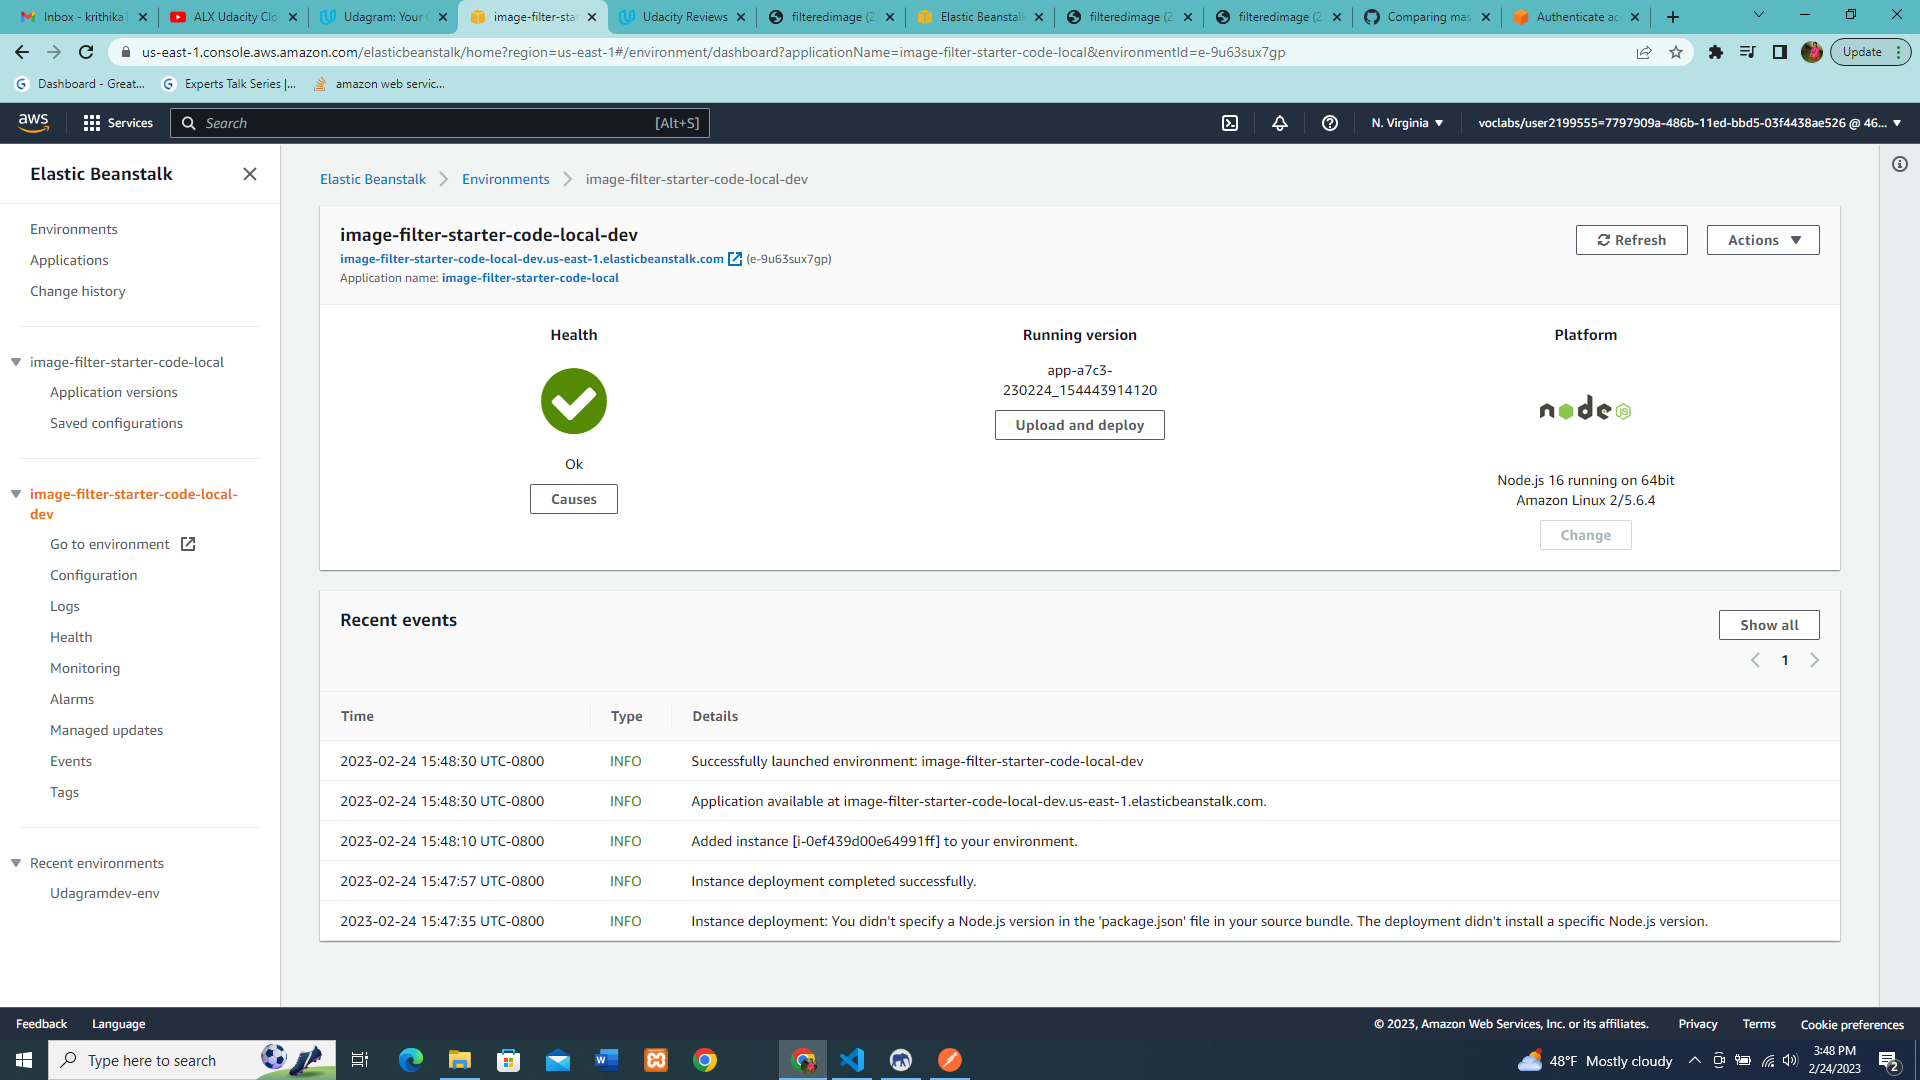 Inbox - krithika1
ALX Udacity Clo
Udagram: Your
image-filter-sta
Udacity Reviews
filteredimage (2
Elastic Beanstalk
filteredimage (2
filteredimage (2
Comparing mas
Authenticate ac
us-east-1.console.aws.amazon.com/elasticbeanstalk/home?region=us-east-1#/environment/dashboard?applicationName=image-filter-starter-code-local&environmentId=e-9u63sux7gp
Update
Dashboard - Great...
Experts Talk Series |...
amazon web servic...
aws
Services
Search
[Alt+S]
N. Virginia
voclabs/user2199555=7797909a-486b-11ed-bbd5-03f4438ae526 @ 46...
Elastic Beanstalk
Environments
Applications
Change history
image-filter-starter-code-local
Application versions
Saved configurations
image-filter-starter-code-local-
dev
Go to environment
Configuration
Logs
Health
Monitoring
Alarms
Managed updates
Events
Tags
Recent environments
Udagramdev-env
Elastic Beanstalk
Environments
image-filter-starter-code-local-dev
image-filter-starter-code-local-dev
image-filter-starter-code-local-dev.us-east-1.elasticbeanstalk.com (e-9u63sux7gp)
Application name: image-filter-starter-code-local
Refresh
Actions
Health
Ok
Causes
Running version
app-a7c3-
230224_154443914120
Upload and deploy
Platform
node JS
Node.js 16 running on 64bit
Amazon Linux 2/5.6.4
Change
Recent events
Show all
1
Time Type Details
2023-02-24 15:48:30 UTC-0800 INFO Successfully launched environment: image-filter-starter-code-local-dev
2023-02-24 15:48:30 UTC-0800 INFO Application available at image-filter-starter-code-local-dev.us-east-1.elasticbeanstalk.com.
2023-02-24 15:48:10 UTC-0800 INFO Added instance [i-0ef439d00e64991ff] to your environment.
2023-02-24 15:47:57 UTC-0800 INFO Instance deployment completed successfully.
2023-02-24 15:47:35 UTC-0800 INFO Instance deployment: You didn't specify a Node.js version in the 'package.json' file in your source bundle. The deployment didn't install a specific Node.js version.
Feedback
Language
© 2023, Amazon Web Services, Inc. or its affiliates.
Privacy
Terms
Cookie preferences
Type here to search
48°F Mostly cloudy
3:48 PM
2/24/2023
2